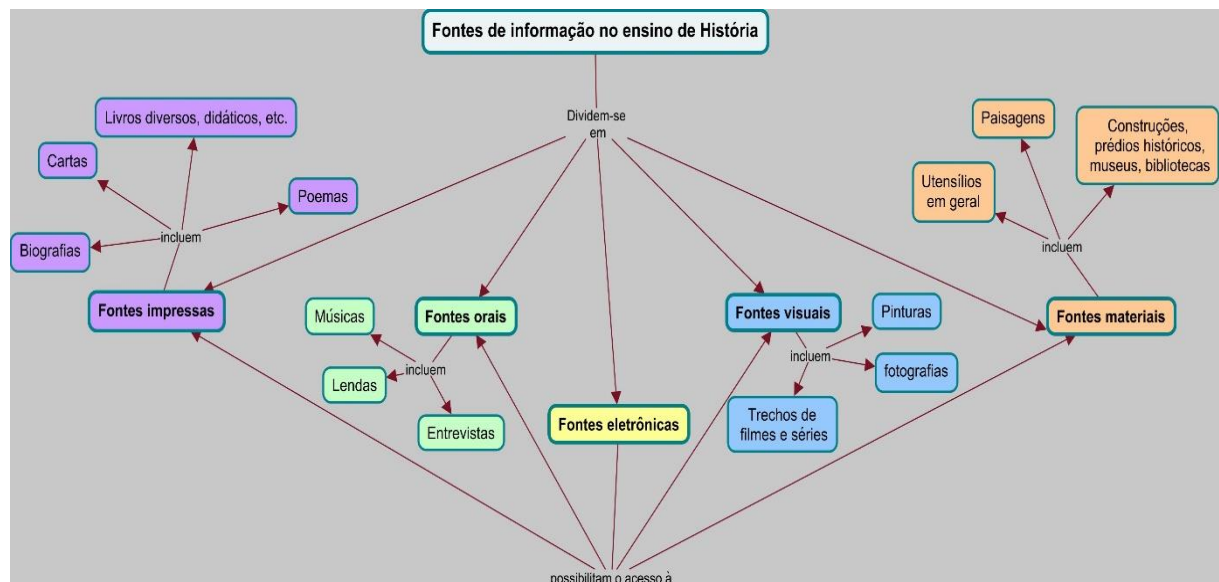 Fontes de informação no ensino de História
Dividem-se
em
Livros diversos, didáticos, etc.
Cartas
Poemas
incluem
Biografias
Fontes impressas
Músicas
Fontes orais
incluem
Lendas
Entrevistas
Fontes eletrônicas
Fontes visuais
Pinturas
incluem
fotografias
Trechos de
filmes e séries
Paisagens
Construções,
prédios históricos,
museus, bibliotecas
Utensílios
em geral
incluem
Fontes materiais
possibilitam o acesso à